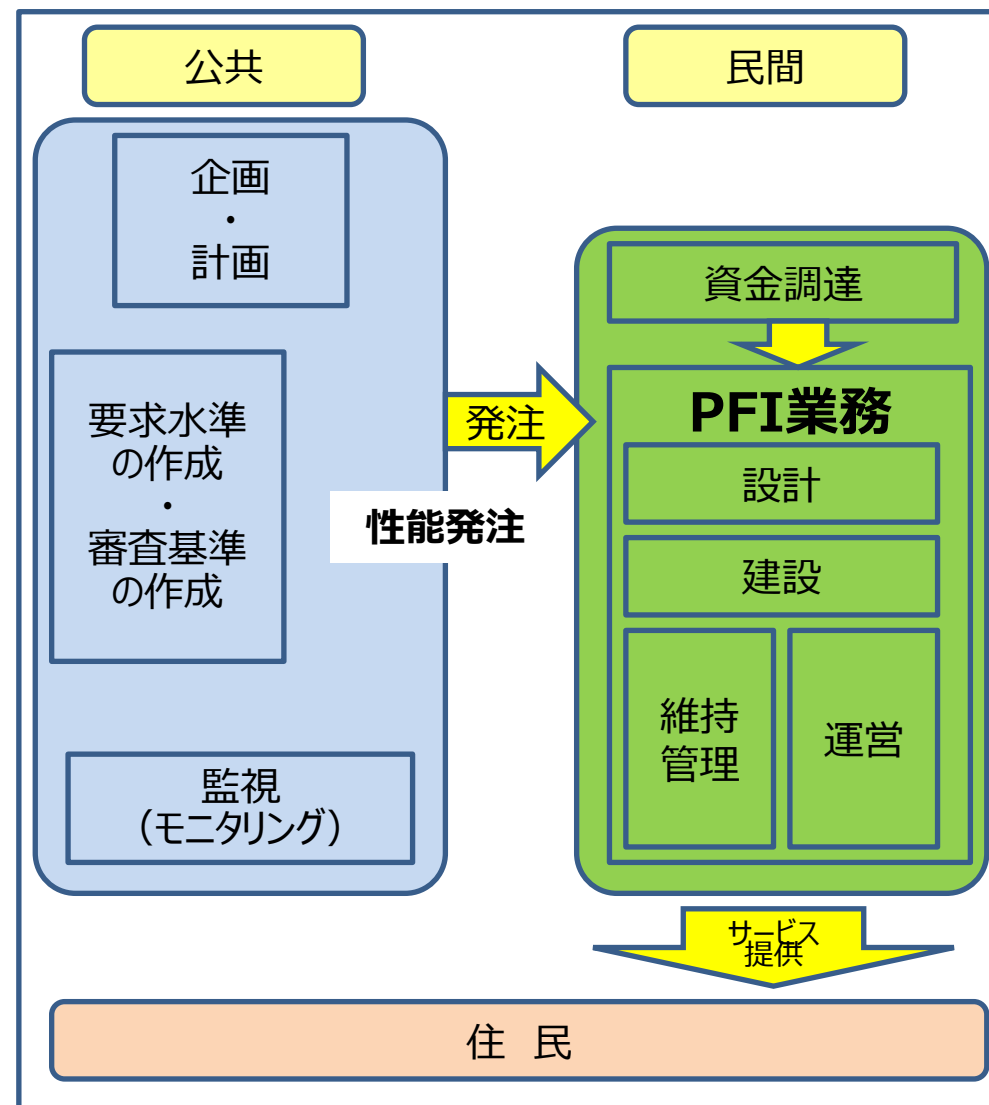 公共
民間
企画
・
計画
要求水準
の作成
・
審査基準
の作成
監視
（モニタリング）
発注
性能発注
資金調達
PFI業務
設計
建設
維持
管理
運営
サービス
提供
住 民